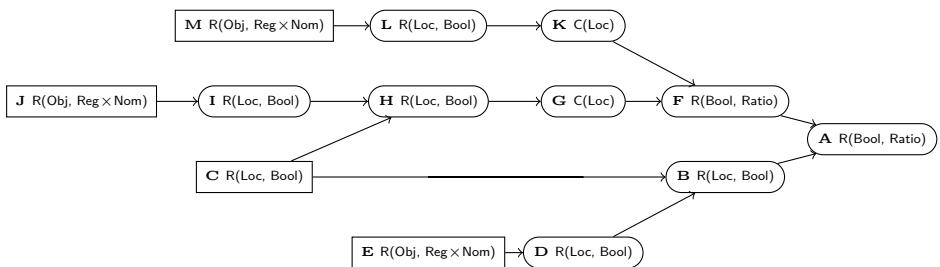 M R(Obj, Reg×Nom)
L R(Loc, Bool)
K C(Loc)
J R(Obj, Reg×Nom)
I R(Loc, Bool)
H R(Loc, Bool)
G C(Loc)
F R(Bool, Ratio)
A R(Bool, Ratio)
C R(Loc, Bool)
B R(Loc, Bool)
E R(Obj, Reg×Nom)
D R(Loc, Bool)